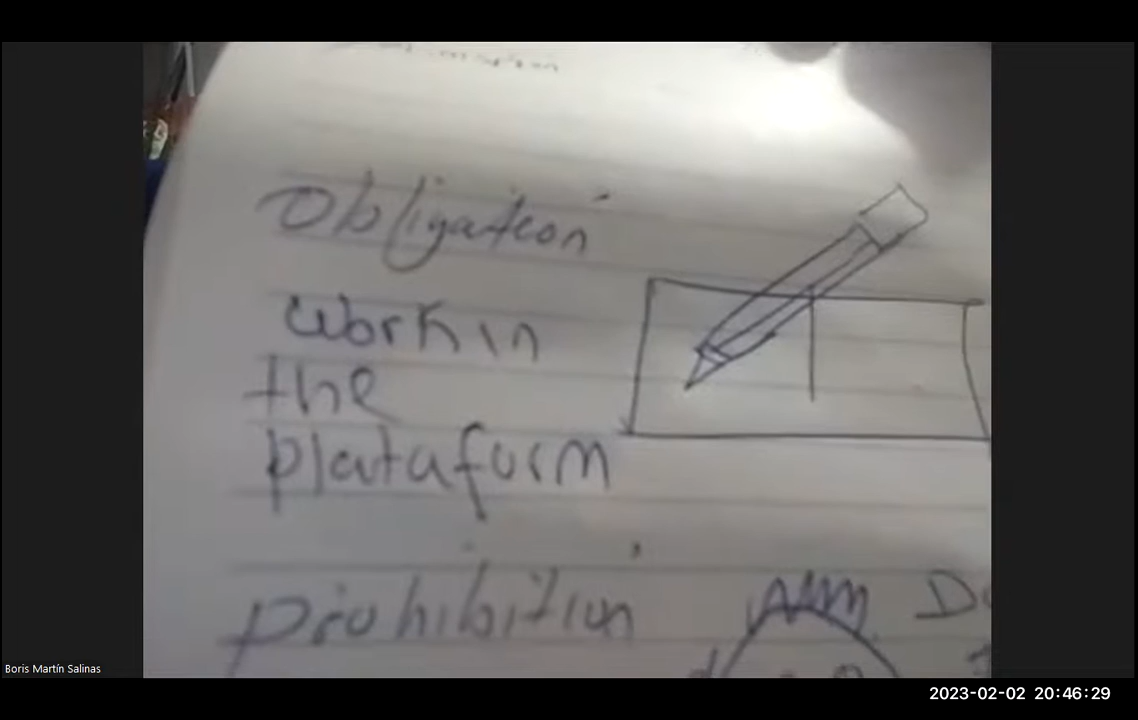 Obligation
work in
the
plataform
prohibition
Boris Martín Salinas
2023-02-02 20:46:29